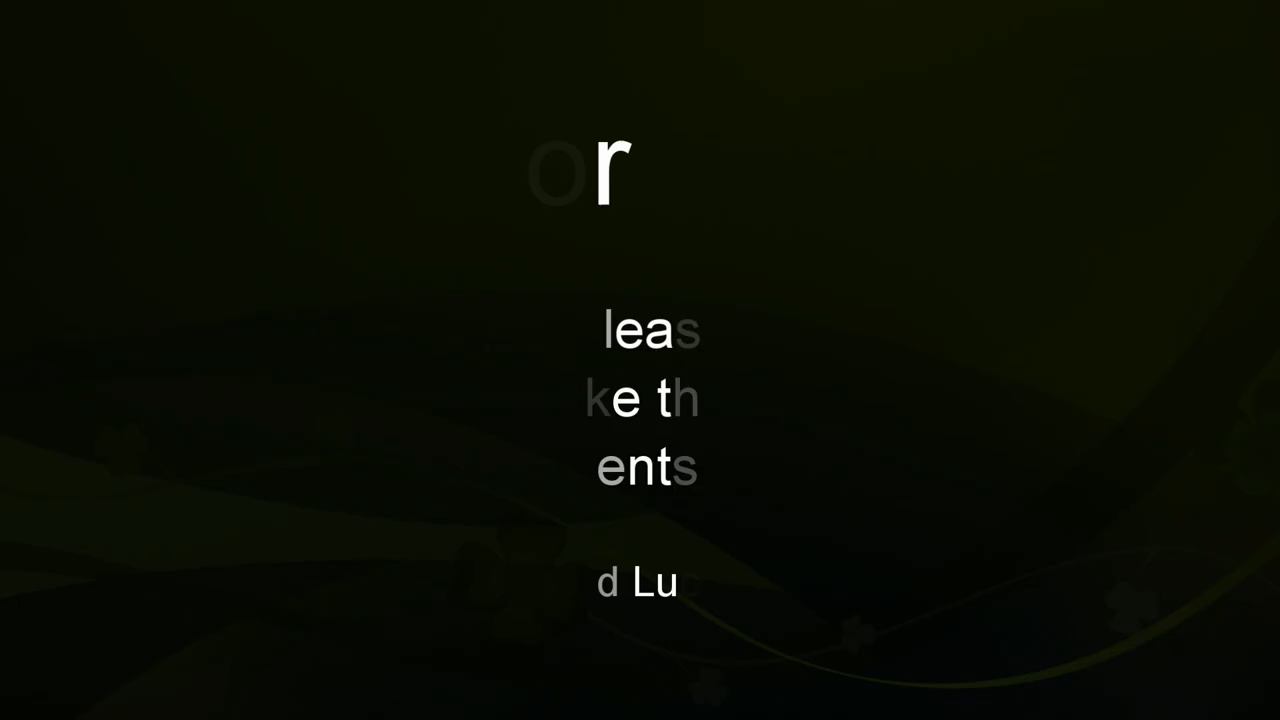 or
leas
ke th
ents
d Lu